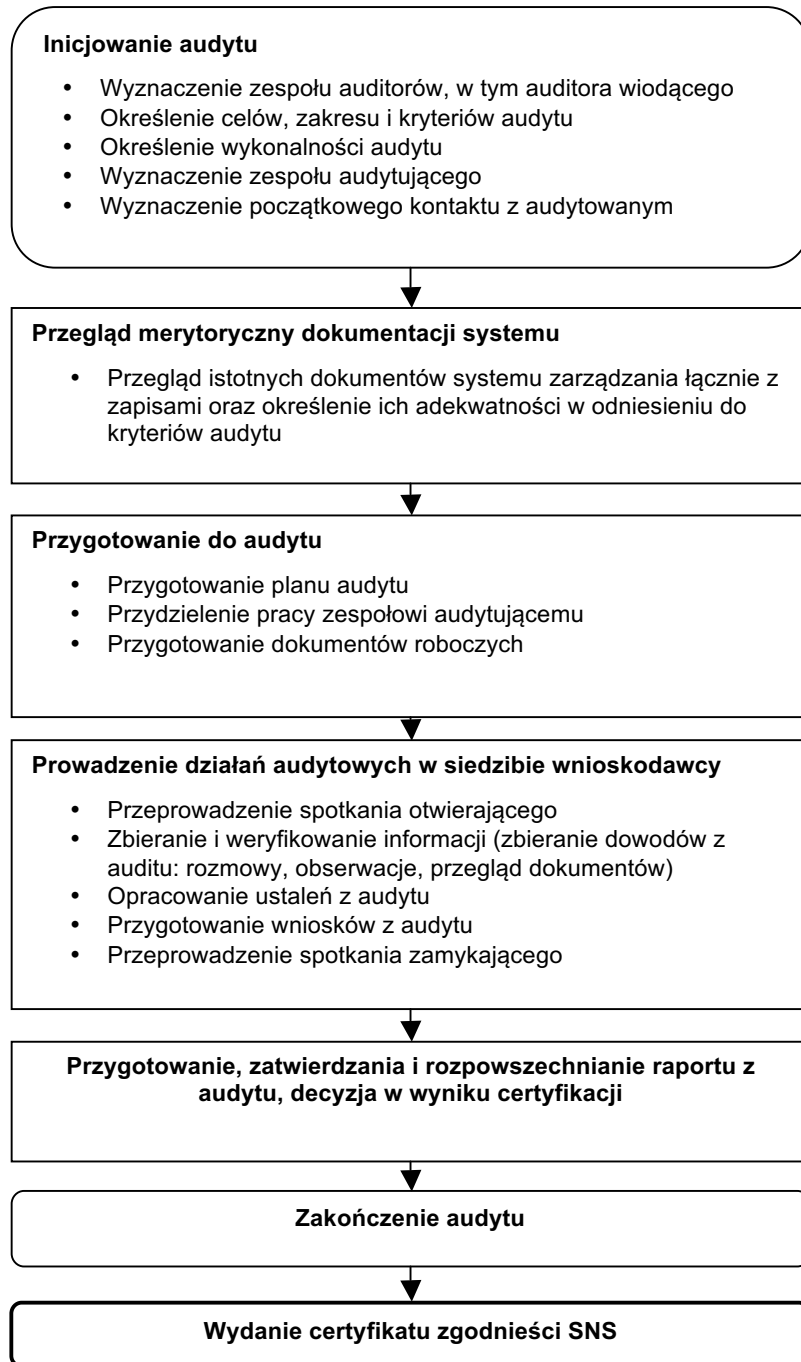 Inicjowanie audytu
• Wyznaczenie zespołu auditorów, w tym auditora wiodącego
• Określenie celów, zakresu i kryteriów audytu
• Określenie wykonalności audytu
• Wyznaczenie zespołu audytującego
• Wyznaczenie początkowego kontaktu z audytowanym
Przegląd merytoryczny dokumentacji systemu
• Przegląd istotnych dokumentów systemu zarządzania łącznie z
zapisami oraz określenie ich adekwatności w odniesieniu do
kryteriów audytu
Przygotowanie do audytu
• Przygotowanie planu audytu
• Przydzielenie pracy zespołowi audytującemu
• Przygotowanie dokumentów roboczych
Prowadzenie działań audytowych w siedzibie wnioskodawcy
• Przeprowadzenie spotkania otwierającego
• Zbieranie i weryfikowanie informacji (zbieranie dowodów z
auditu: rozmowy, obserwacje, przegląd dokumentów)
• Opracowanie ustaleń z audytu
• Przygotowanie wniosków z audytu
• Przeprowadzenie spotkania zamykającego
Przygotowanie, zatwierdzania i rozpowszechnianie raportu z
audytu, decyzja w wyniku certyfikacji
Zakończenie audytu
Wydanie certyfikatu zgodnieści SNS